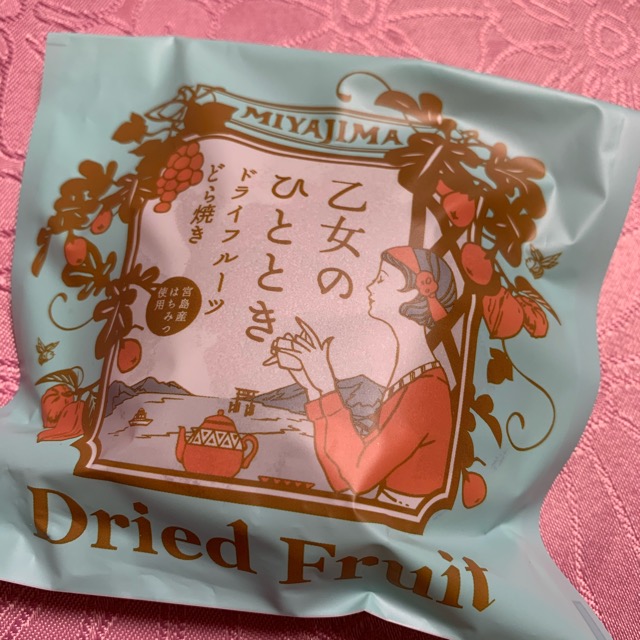 MIYAJIMA
乙女の
ひととき
ドライフルーツ
どら焼き
宮島産
はちみつ
使用
Dried Fruit